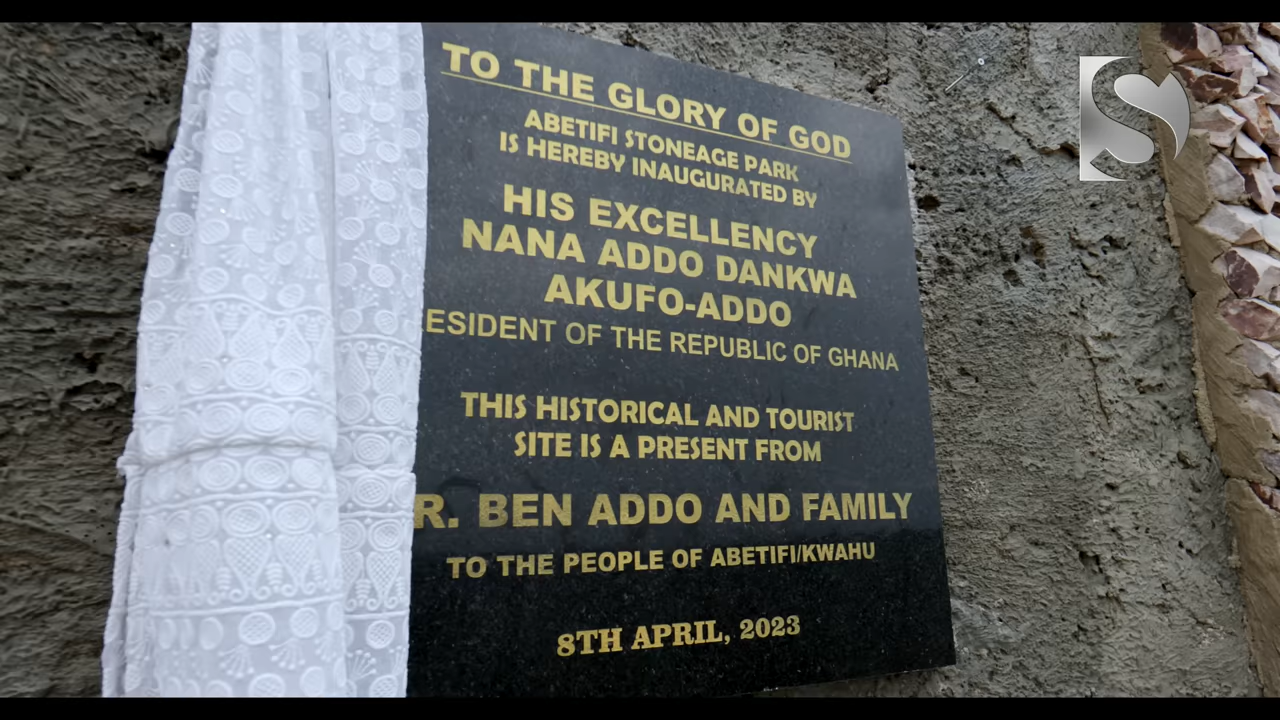 TO THE GLORY OF GOD
ABETIFI STONEAGE PARK
IS HEREBY INAUGURATED BY
HIS EXCELLENCY
NANA ADDO DANKWA
AKUFO-ADDO
ESIDENT OF THE REPUBLIC OF GHANA
THIS HISTORICAL AND TOURIST
SITE IS A PRESENT FROM
R. BEN ADDO AND FAMILY
TO THE PEOPLE OF ABETIFI/KWAHU
8TH APRIL, 2023